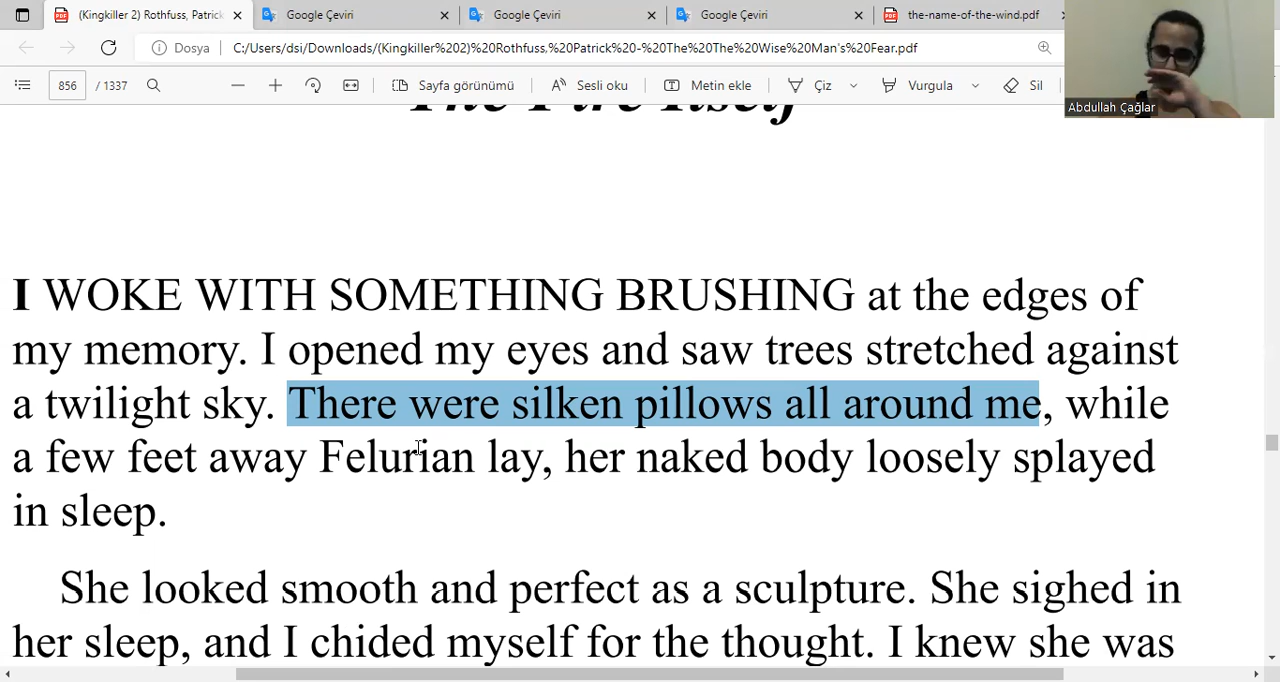 (Kingkiller 2) Rothfuss, Patrick
Google Çeviri
Google Çeviri
Google Çeviri
the-name-of-the-wind.pdf
Dosya
C:/Users/dsi/Downloads/(Kingkiller%202)%20Rothfuss,%20Patrick%20-%20The%20The%20Wise%20Man's%20Fear.pdf
856 / 1337
Sayfa görünümü
Sesli oku
Metin ekle
Çiz
Vurgula
Sil
Abdullah Çağlar
The Fire Itself
I WOKE WITH SOMETHING BRUSHING at the edges of
my memory. I opened my eyes and saw trees stretched against
a twilight sky. There were silken pillows all around me, while
a few feet away Felurian lay, her naked body loosely splayed
in sleep.
She looked smooth and perfect as a sculpture. She sighed in
her sleep, and I chided myself for the thought. I knew she was